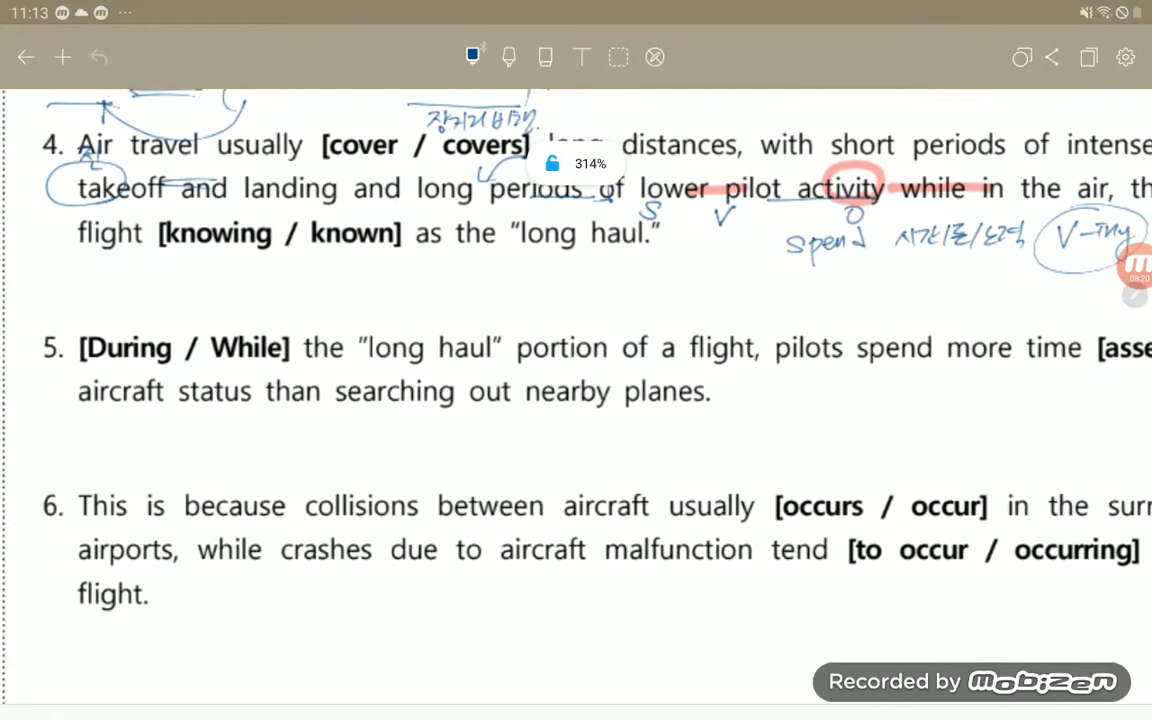 11:13
장거리 비행.
4. Air travel usually [cover / covers] distances, with short periods of intense
314%
takeoff and landing and long periods of lower pilot activity while in the air, th
S V O
flight [knowing / known] as the "long haul."
spend 시간/돈/노력 V-ing
08:20
5. [During / While] the "long haul" portion of a flight, pilots spend more time [asse
aircraft status than searching out nearby planes.
6. This is because collisions between aircraft usually [occurs / occur] in the surr
airports, while crashes due to aircraft malfunction tend [to occur / occurring]
flight.
Recorded by mobizen